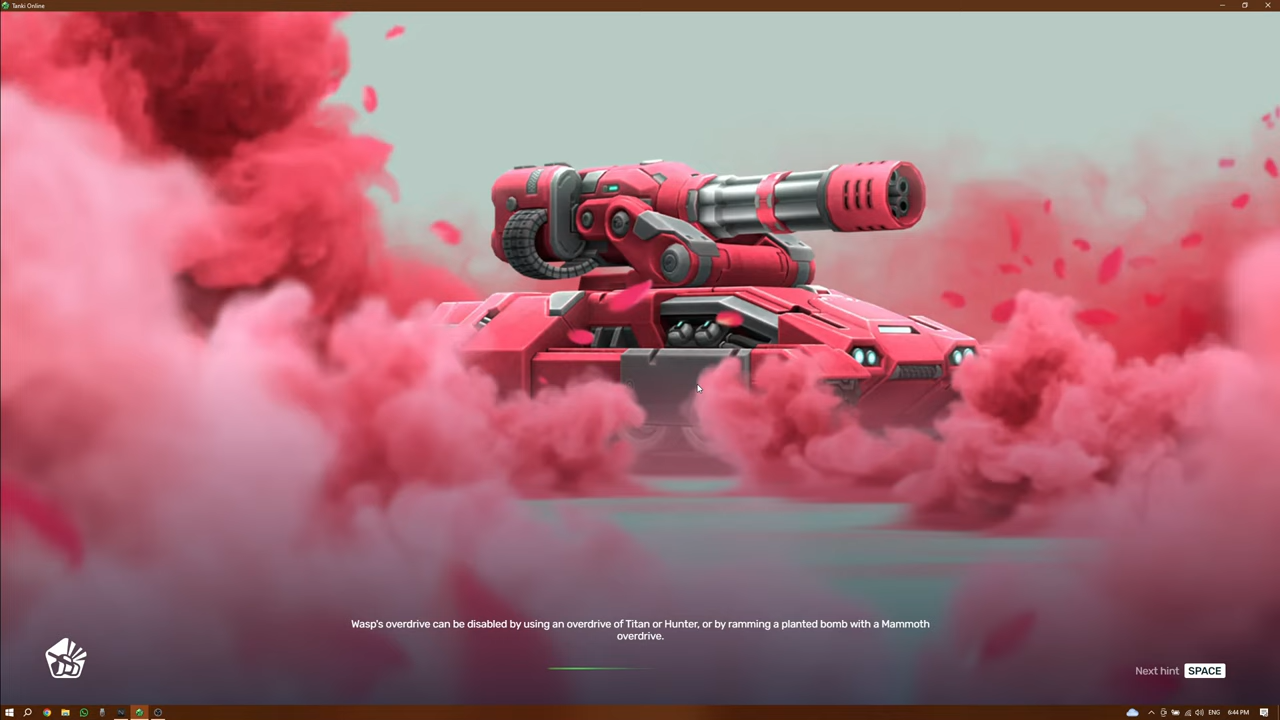 Tanki Online
Wasp's overdrive can be disabled by using an overdrive of Titan or Hunter, or by ramming a planted bomb with a Mammoth
overdrive.
Next hint SPACE
ENG 6:44 PM